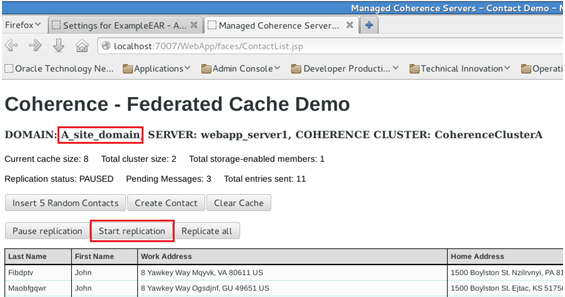 Managed Coherence Servers - Contact Demo - M
Firefox
Settings for ExampleEAR - A...
Managed Coherence Server...
localhost:7007/WebApp/faces/ContactList.jsp
Oracle Technology Ne...
Applications
Admin Console
Developer Producti...
Technical Innovation
Operati
Coherence - Federated Cache Demo
DOMAIN: A_site_domain, SERVER: webapp_server1, COHERENCE CLUSTER: CoherenceClusterA
Current cache size: 8 Total cluster size: 2 Total storage-enabled members: 1
Replication status: PAUSED Pending Messages: 3 Total entries sent: 11
Insert 5 Random Contacts Create Contact Clear Cache
Pause replication Start replication Replicate all
Last Name First Name Work Address Home Address
Fibdptv John 8 Yawkey Way Mqyvk, VA 80611 US 1500 Boylston St. Nzilrvnyi, PA 81
Maobfgqwr John 8 Yawkey Way Ogsdjnf, GU 49651 US 1500 Boylston St. Ejtac, KS 5175